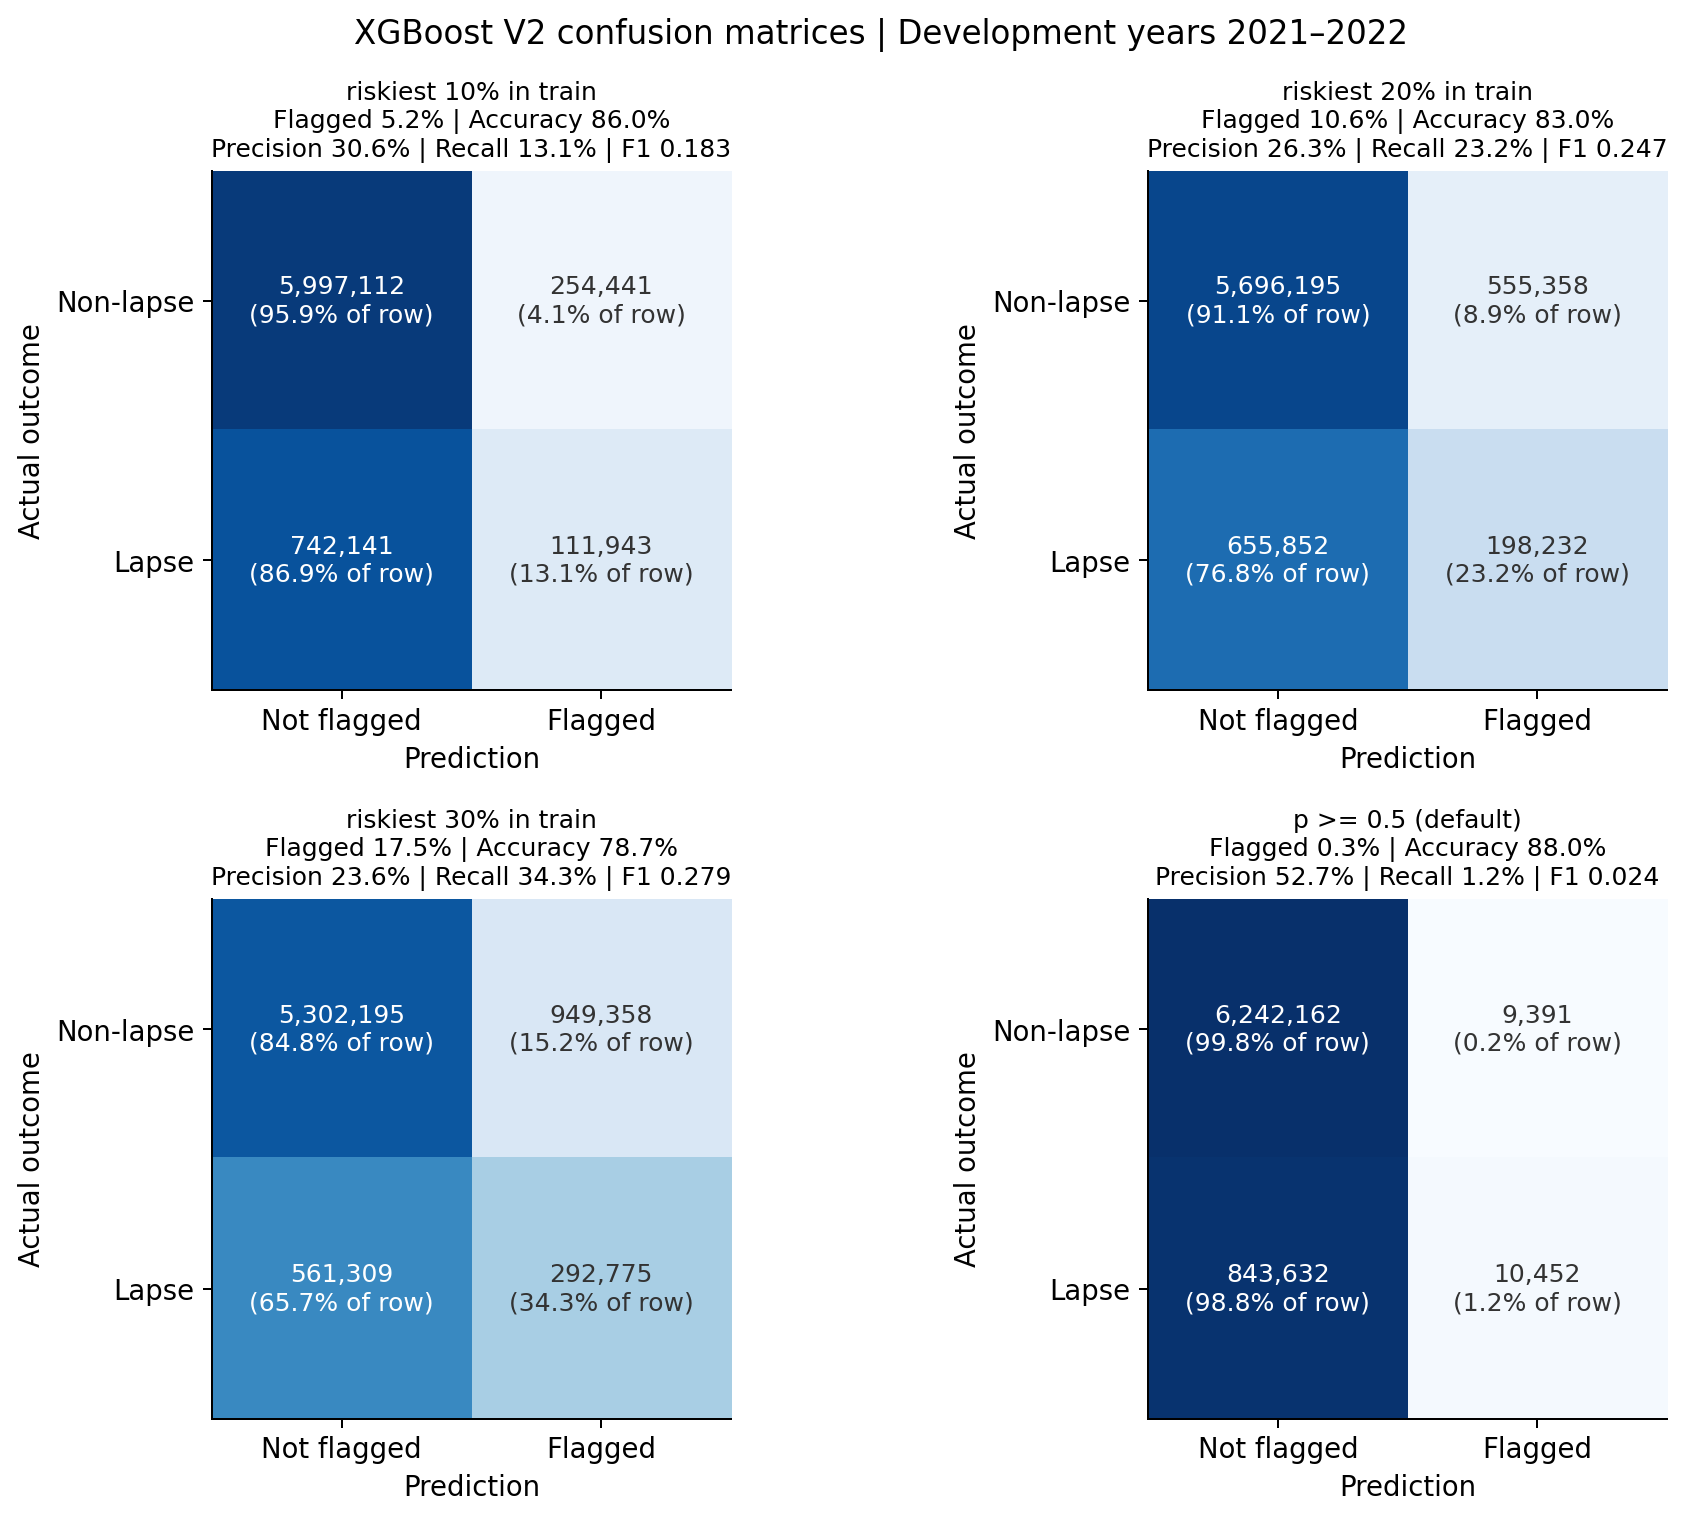 XGBoost V2 confusion matrices | Development years 2021–2022
riskiest 10% in train
Flagged 5.2% | Accuracy 86.0%
Precision 30.6% | Recall 13.1% | F1 0.183
Actual outcome
Non-lapse
5,997,112
(95.9% of row)
254,441
(4.1% of row)
Lapse
742,141
(86.9% of row)
111,943
(13.1% of row)
Not flagged
Flagged
Prediction
riskiest 20% in train
Flagged 10.6% | Accuracy 83.0%
Precision 26.3% | Recall 23.2% | F1 0.247
Actual outcome
Non-lapse
5,696,195
(91.1% of row)
555,358
(8.9% of row)
Lapse
655,852
(76.8% of row)
198,232
(23.2% of row)
Not flagged
Flagged
Prediction
riskiest 30% in train
Flagged 17.5% | Accuracy 78.7%
Precision 23.6% | Recall 34.3% | F1 0.279
Actual outcome
Non-lapse
5,302,195
(84.8% of row)
949,358
(15.2% of row)
Lapse
561,309
(65.7% of row)
292,775
(34.3% of row)
Not flagged
Flagged
Prediction
p >= 0.5 (default)
Flagged 0.3% | Accuracy 88.0%
Precision 52.7% | Recall 1.2% | F1 0.024
Actual outcome
Non-lapse
6,242,162
(99.8% of row)
9,391
(0.2% of row)
Lapse
843,632
(98.8% of row)
10,452
(1.2% of row)
Not flagged
Flagged
Prediction